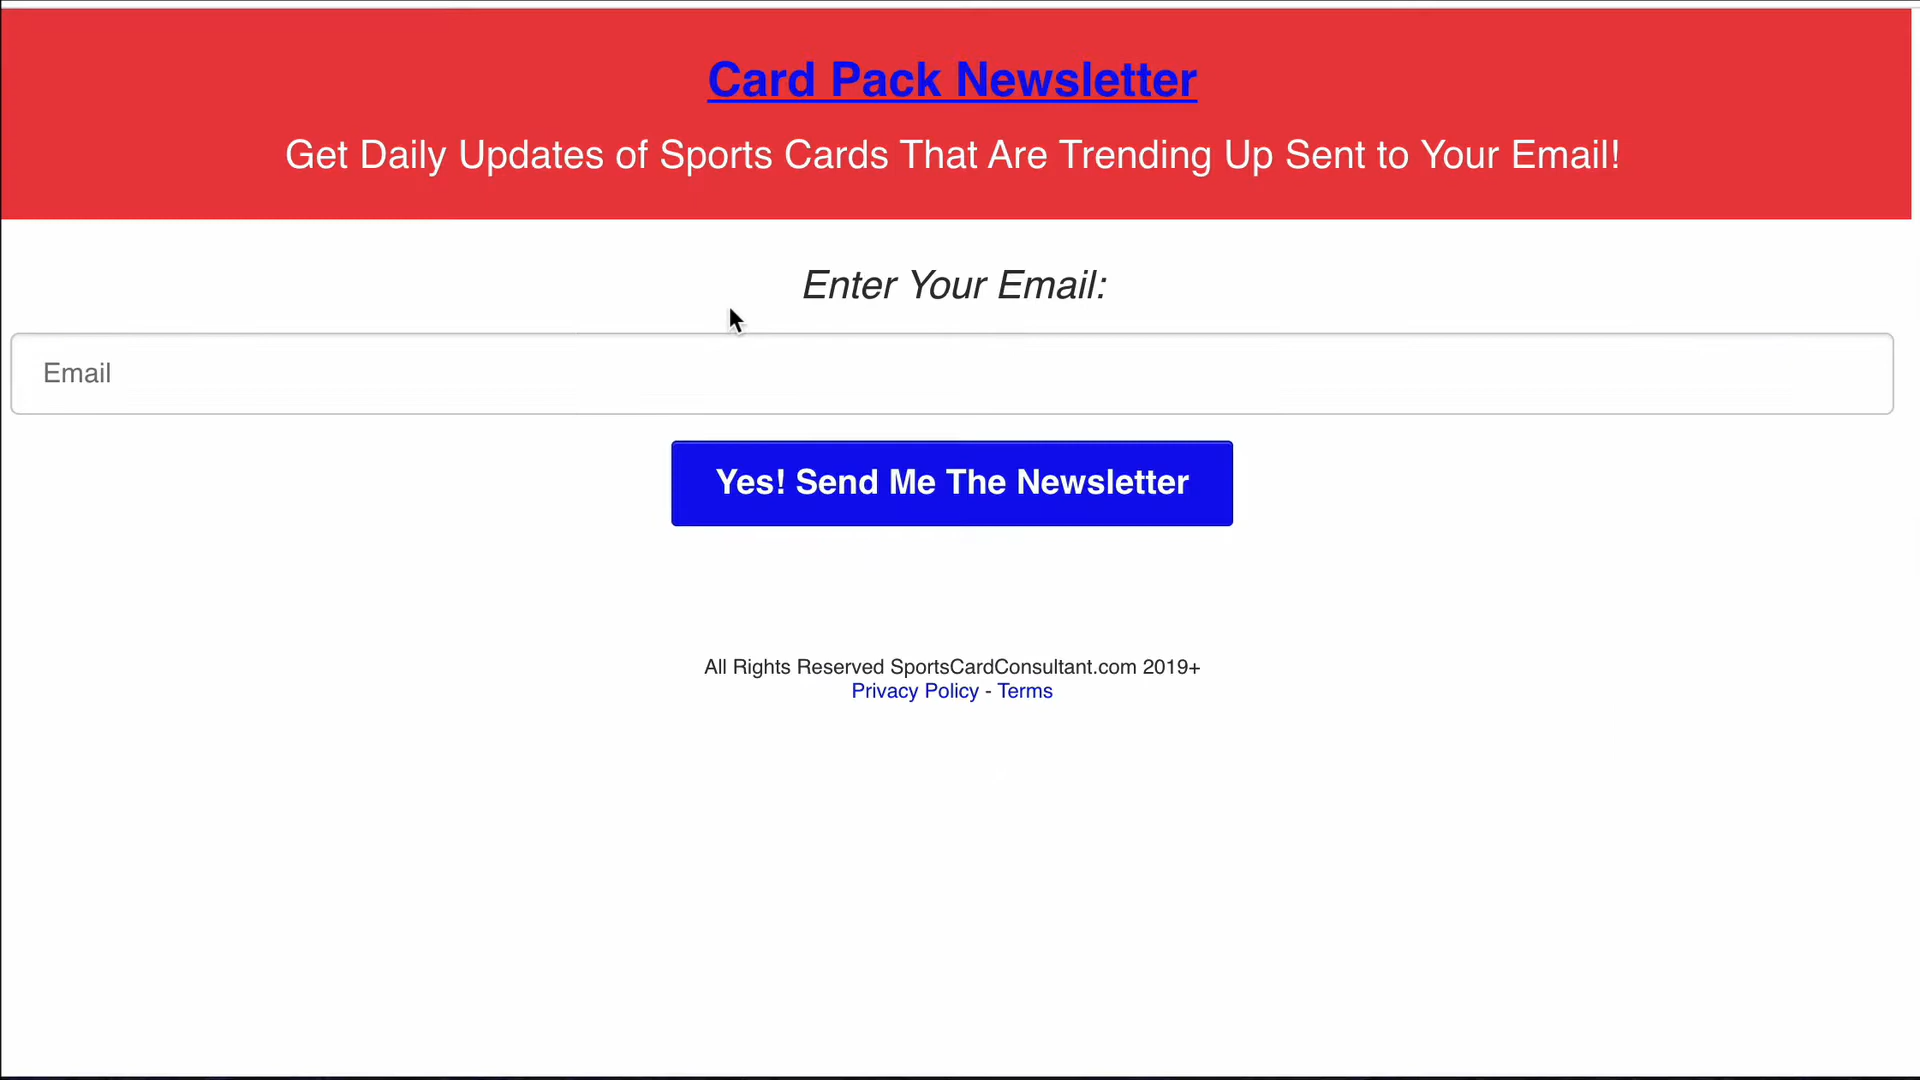 Card Pack Newsletter
Get Daily Updates of Sports Cards That Are Trending Up Sent to Your Email!
Enter Your Email:
Email
Yes! Send Me The Newsletter
All Rights Reserved SportsCardConsultant.com 2019+
Privacy Policy - Terms